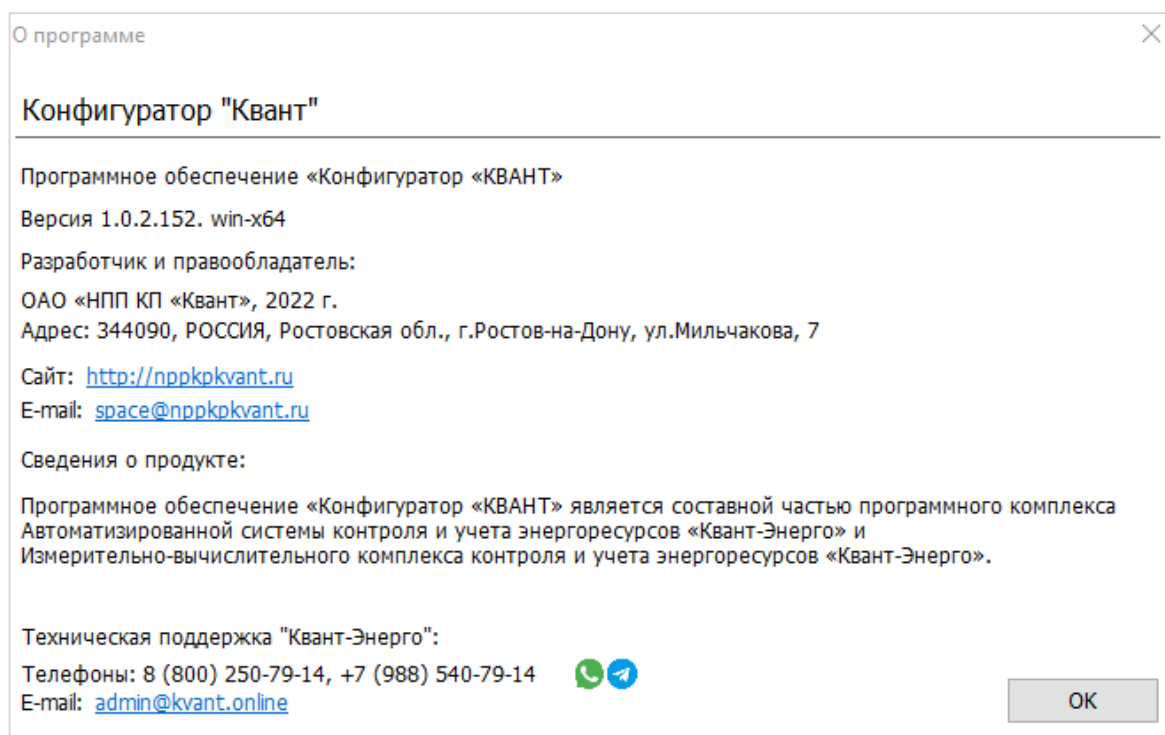 О программе
Конфигуратор "Квант"
Программное обеспечение «Конфигуратор «КВАНТ»
Версия 1.0.2.152. win-x64
Разработчик и правообладатель:
ОАО «НПП КП «Квант», 2022 г.
Адрес: 344090, РОССИЯ, Ростовская обл., г.Ростов-на-Дону, ул.Мильчакова, 7
Сайт: http://nppkpkvant.ru
E-mail: space@nppkpkvant.ru
Сведения о продукте:
Программное обеспечение «Конфигуратор «КВАНТ» является составной частью программного комплекса
Автоматизированной системы контроля и учета энергоресурсов «Квант-Энерго» и
Измерительно-вычислительного комплекса контроля и учета энергоресурсов «Квант-Энерго».
Техническая поддержка "Квант-Энерго":
Телефоны: 8 (800) 250-79-14, +7 (988) 540-79-14
E-mail: admin@kvant.online
OK